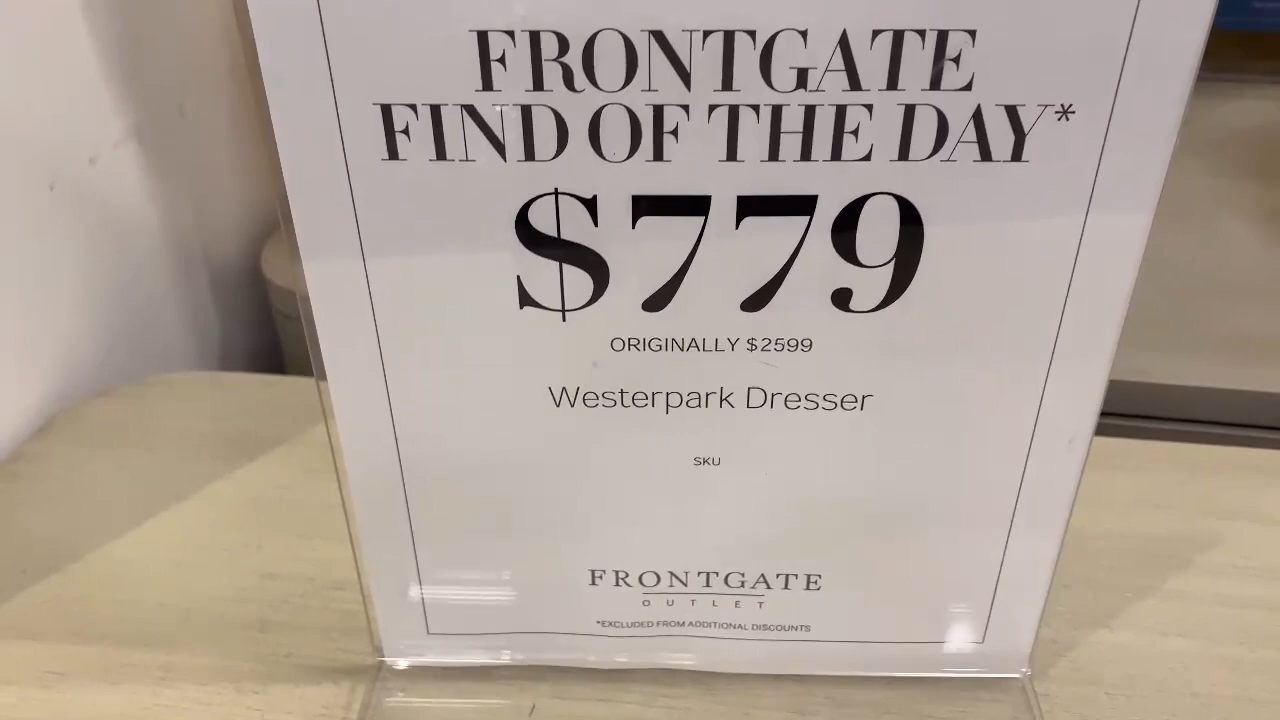 FRONTGATE
FIND OF THE DAY*
$779
ORIGINALLY $2599
Westerpark Dresser
SKU
FRONTGATE
OUTLET
*EXCLUDED FROM ADDITIONAL DISCOUNTS